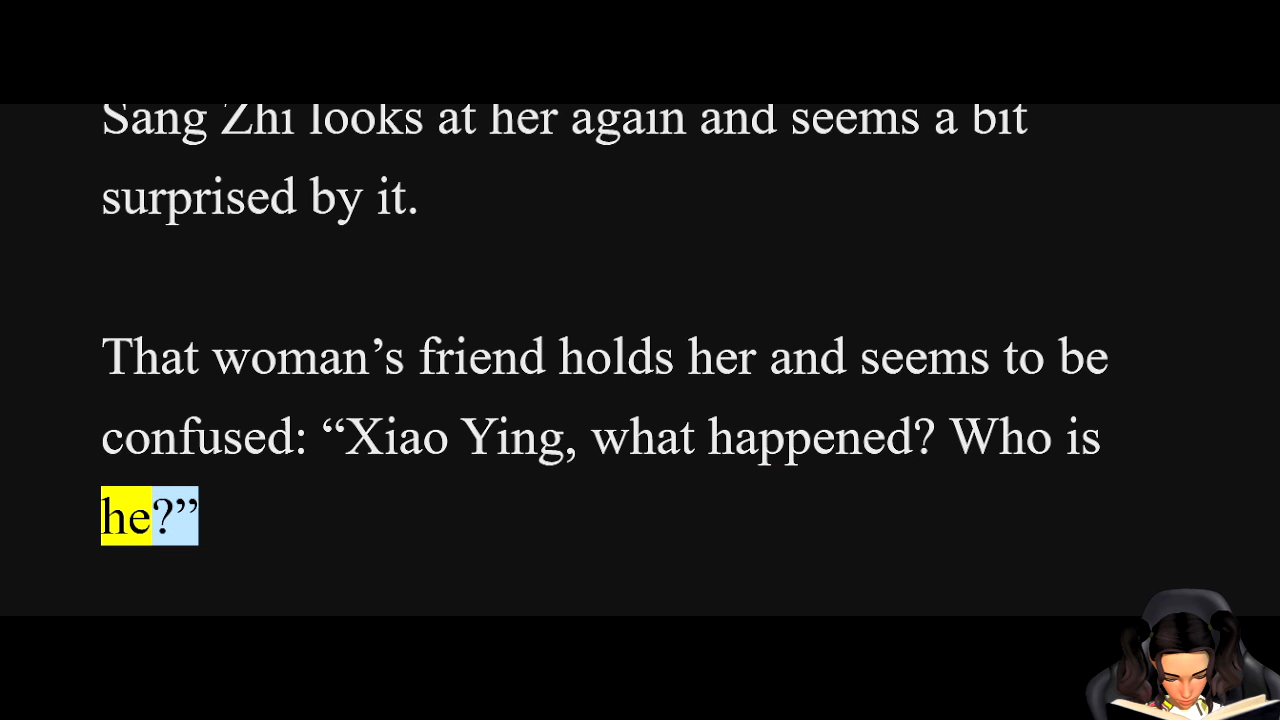 Sang Zhi looks at her again and seems a bit
surprised by it.
That woman’s friend holds her and seems to be
confused: “Xiao Ying, what happened? Who is
he?”